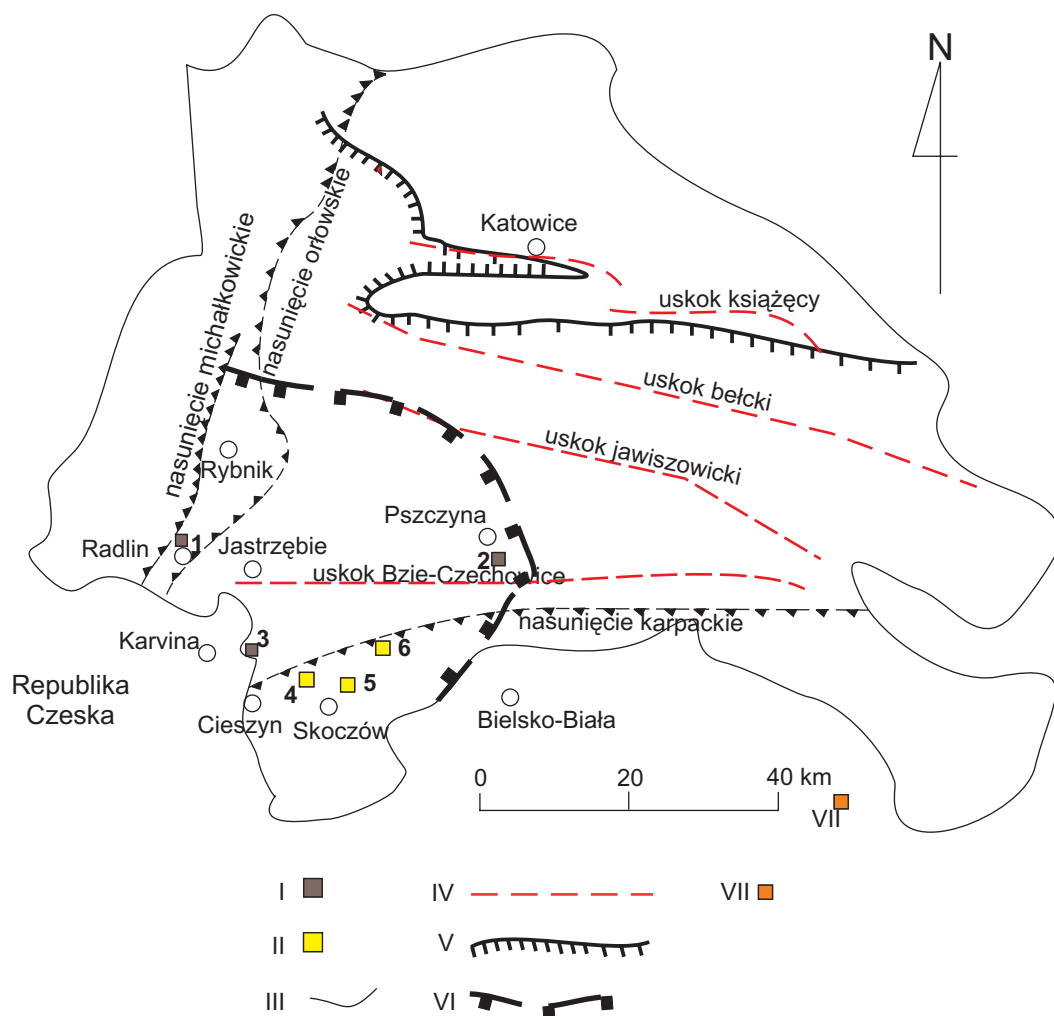 N
Katowice
uskok książęcy
nasunięcie orłowskie
nasunięcie michałkowickie
uskok bełcki
uskok jawiszowicki
Rybnik
Pszczyna
Radlin
1
Jastrzębie
2
uskok Bzie-Czechowice
nasunięcie karpackie
Karvina
3
6
Republika
Czeska
4
5
Cieszyn
Skoczów
Bielsko-Biała
0
20
40 km
VII
I
IV
VII
II
V
III
VI